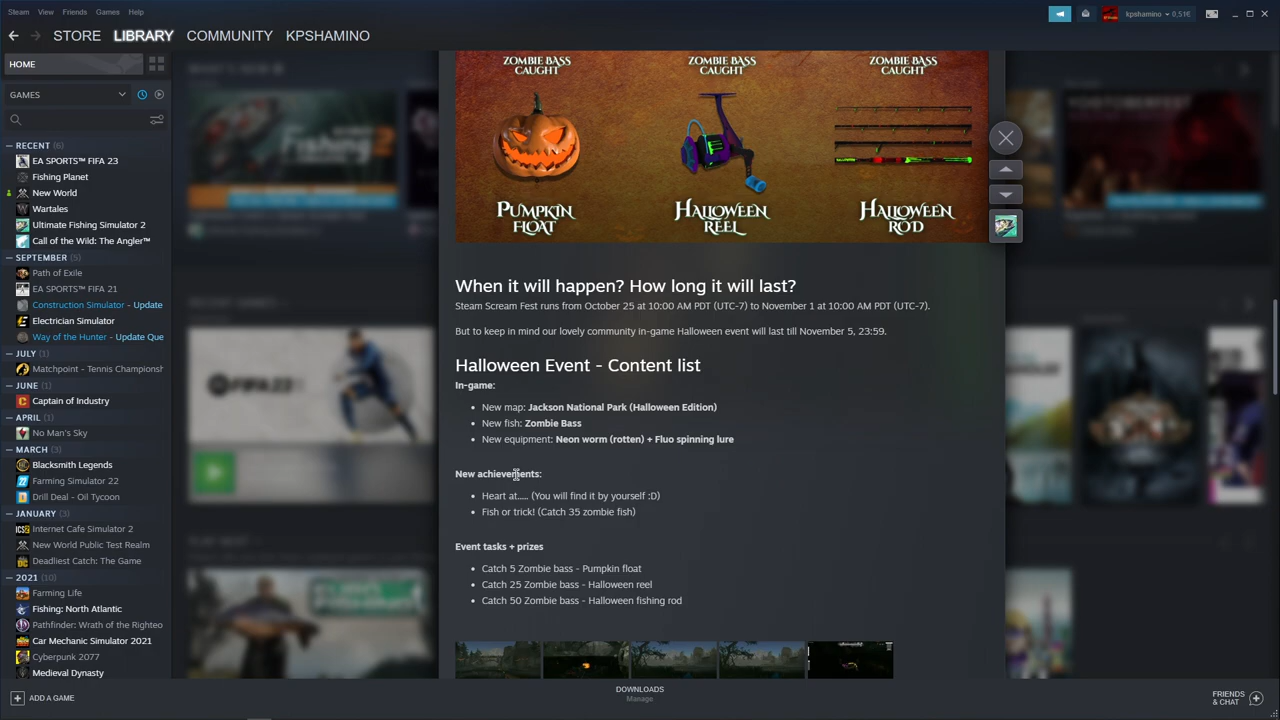 Steam View Friends Games Help
kpshamino 0,51€
STORE LIBRARY COMMUNITY KPSHAMINO
HOME
GAMES
RECENT (6)
EA SPORTS™ FIFA 23
Fishing Planet
New World
Wartales
Ultimate Fishing Simulator 2
Call of the Wild: The Angler™
SEPTEMBER (5)
Path of Exile
EA SPORTS™ FIFA 21
Construction Simulator - Update
Electrician Simulator
Way of the Hunter - Update Que
JULY (1)
Matchpoint - Tennis Championsh
JUNE (1)
Captain of Industry
APRIL (1)
No Man's Sky
MARCH (3)
Blacksmith Legends
Farming Simulator 22
Drill Deal - Oil Tycoon
JANUARY (3)
Internet Cafe Simulator 2
New World Public Test Realm
Deadliest Catch: The Game
2021 (10)
Farming Life
Fishing: North Atlantic
Pathfinder: Wrath of the Righteo
Car Mechanic Simulator 2021
Cyberpunk 2077
Medieval Dynasty
ZOMBIE BASS CAUGHT
ZOMBIE BASS CAUGHT
ZOMBIE BASS CAUGHT
PUMPKIN FLOAT
HALLOWEEN REEL
HALLOWEEN ROD
When it will happen? How long it will last?
Steam Scream Fest runs from October 25 at 10:00 AM PDT (UTC-7) to November 1 at 10:00 AM PDT (UTC-7).
But to keep in mind our lovely community in-game Halloween event will last till November 5, 23:59.
Halloween Event - Content list
In-game:
• New map: Jackson National Park (Halloween Edition)
• New fish: Zombie Bass
• New equipment: Neon worm (rotten) + Fluo spinning lure
New achievements:
• Heart at..... (You will find it by yourself :D)
• Fish or trick! (Catch 35 zombie fish)
Event tasks + prizes
• Catch 5 Zombie bass - Pumpkin float
• Catch 25 Zombie bass - Halloween reel
• Catch 50 Zombie bass - Halloween fishing rod
ADD A GAME
DOWNLOADS
Manage
FRIENDS
& CHAT